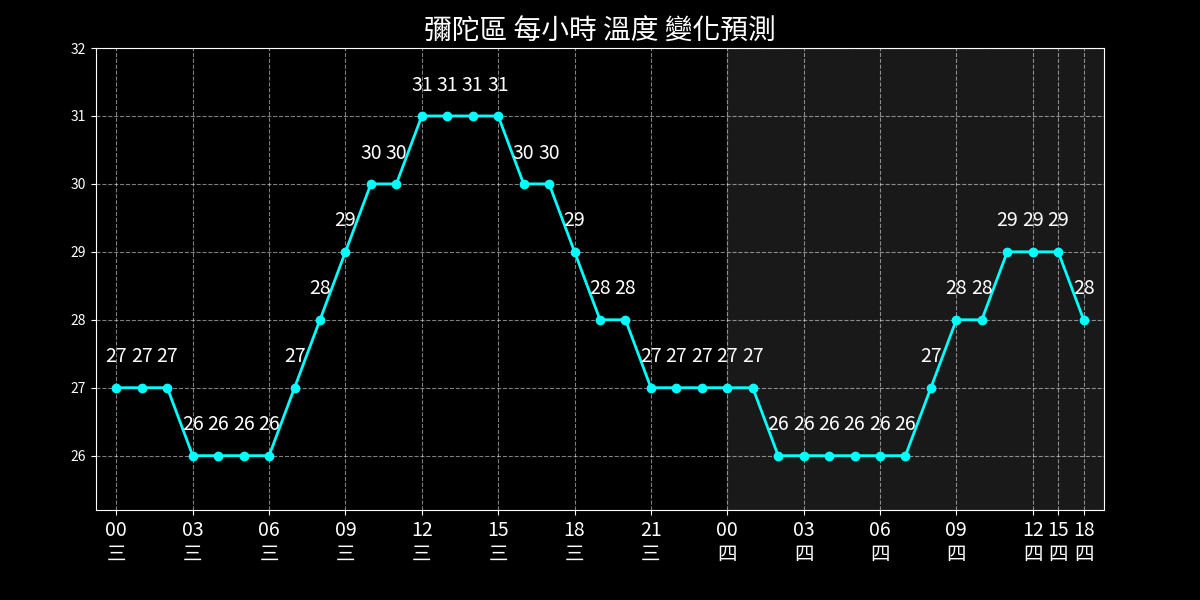 彌陀區 每小時 溫度 變化預測
32
31
30
29
28
27
26
31 31 31 31
30 30 30 30
29 29 29 29 29
28 28 28 28 28 28
27 27 27 27 27 27 27 27 27 27
26 26 26 26 26 26 26 26 26 26
00 03 06 09 12 15 18 21 00 03 06 09 12 15 18
三 三 三 三 三 三 三 三 四 四 四 四 四 四 四